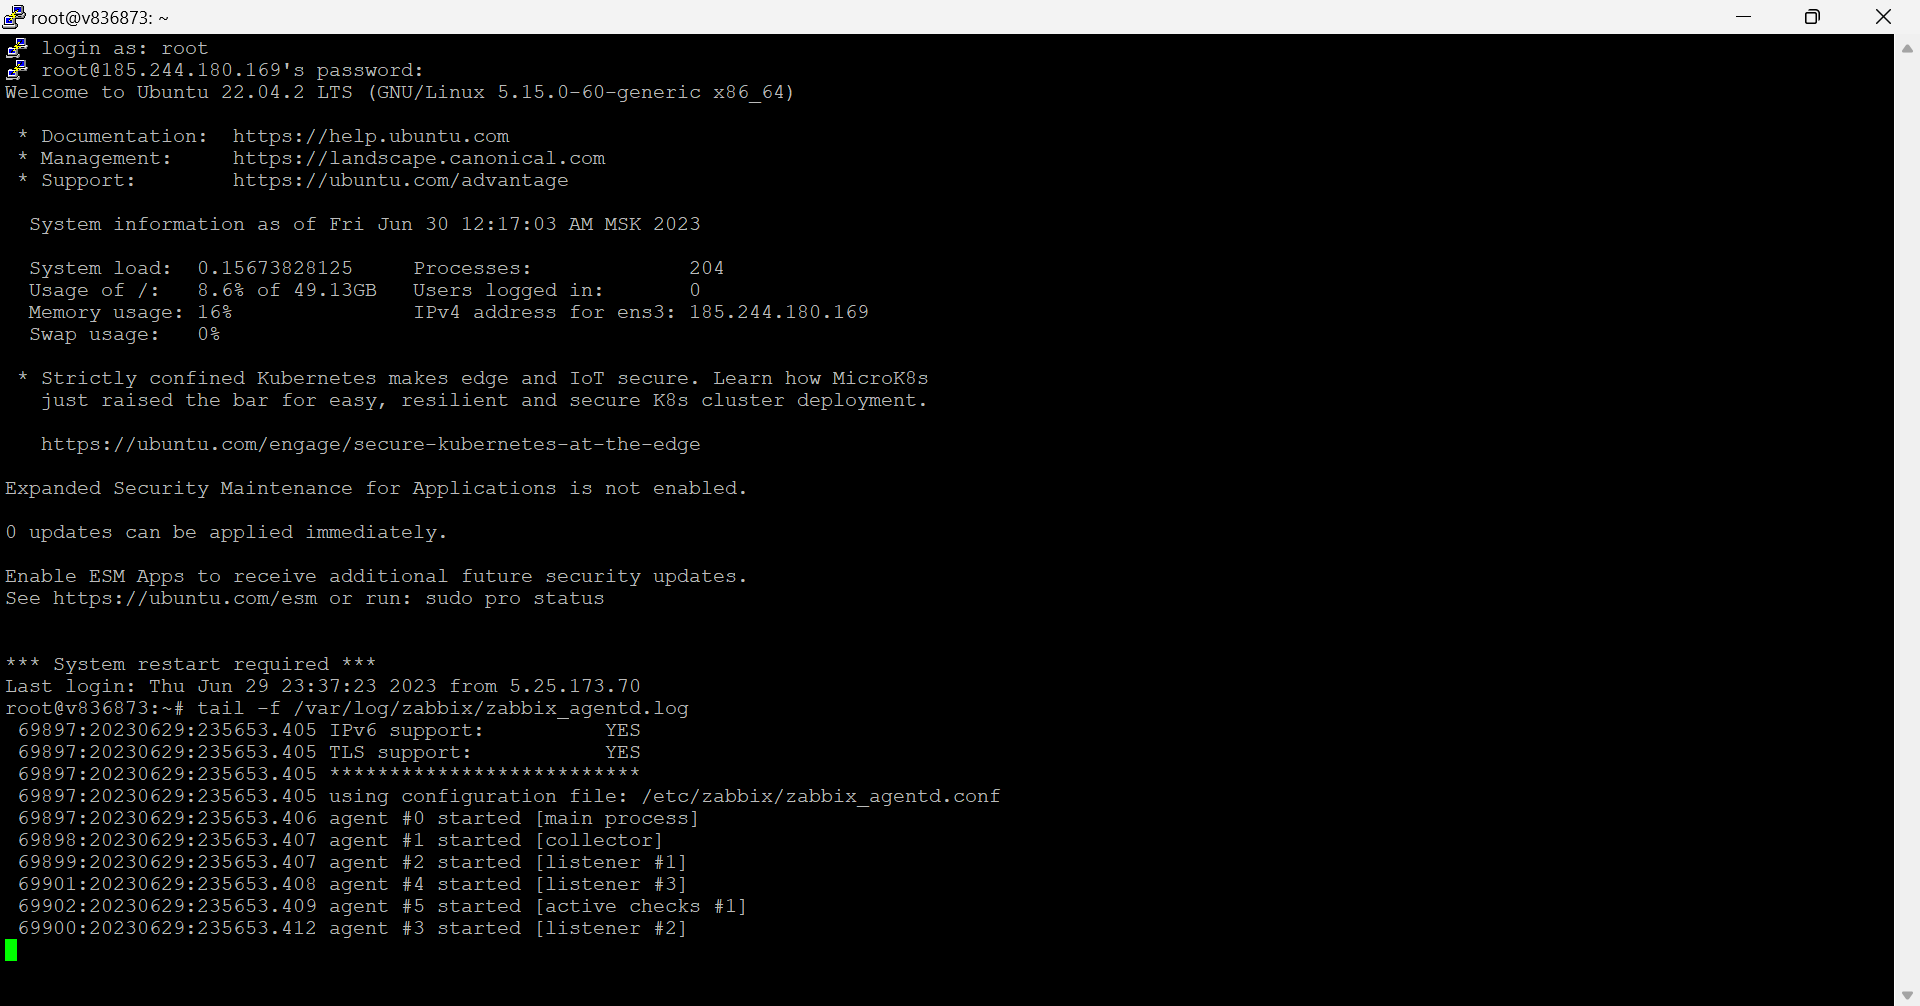 root@v836873: ~
login as: root
root@185.244.180.169's password:
Welcome to Ubuntu 22.04.2 LTS (GNU/Linux 5.15.0-60-generic x86_64)
* Documentation:  https://help.ubuntu.com
* Management:     https://landscape.canonical.com
* Support:        https://ubuntu.com/advantage
System information as of Fri Jun 30 12:17:03 AM MSK 2023
System load:  0.15673828125     Processes:             204
Usage of /:   8.6% of 49.13GB   Users logged in:       0
Memory usage: 16%               IPv4 address for ens3: 185.244.180.169
Swap usage:   0%
* Strictly confined Kubernetes makes edge and IoT secure. Learn how MicroK8s
just raised the bar for easy, resilient and secure K8s cluster deployment.
https://ubuntu.com/engage/secure-kubernetes-at-the-edge
Expanded Security Maintenance for Applications is not enabled.
0 updates can be applied immediately.
Enable ESM Apps to receive additional future security updates.
See https://ubuntu.com/esm or run: sudo pro status
*** System restart required ***
Last login: Thu Jun 29 23:37:23 2023 from 5.25.173.70
root@v836873:~# tail -f /var/log/zabbix/zabbix_agentd.log
69897:20230629:235653.405 IPv6 support:          YES
69897:20230629:235653.405 TLS support:           YES
69897:20230629:235653.405 **************************
69897:20230629:235653.405 using configuration file: /etc/zabbix/zabbix_agentd.conf
69897:20230629:235653.406 agent #0 started [main process]
69898:20230629:235653.407 agent #1 started [collector]
69899:20230629:235653.407 agent #2 started [listener #1]
69901:20230629:235653.408 agent #4 started [listener #3]
69902:20230629:235653.409 agent #5 started [active checks #1]
69900:20230629:235653.412 agent #3 started [listener #2]